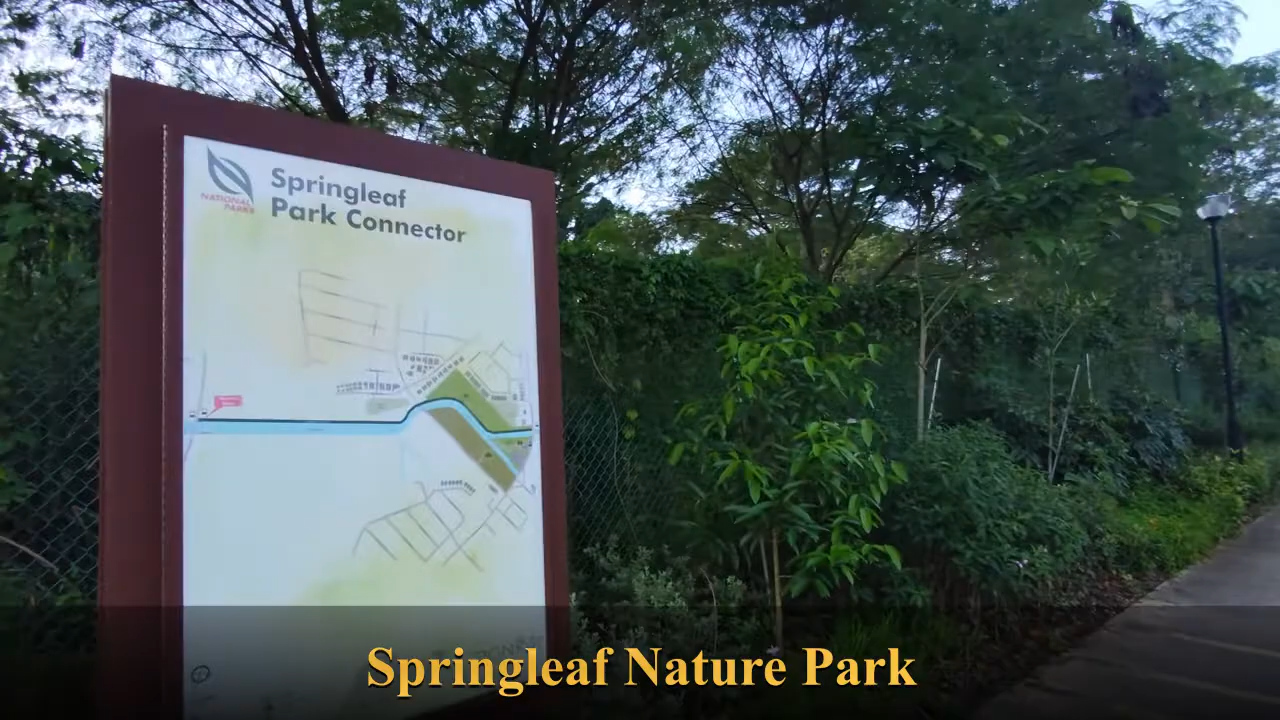 NATIONAL
PARKS
Springleaf
Park Connector
Springleaf Nature Park